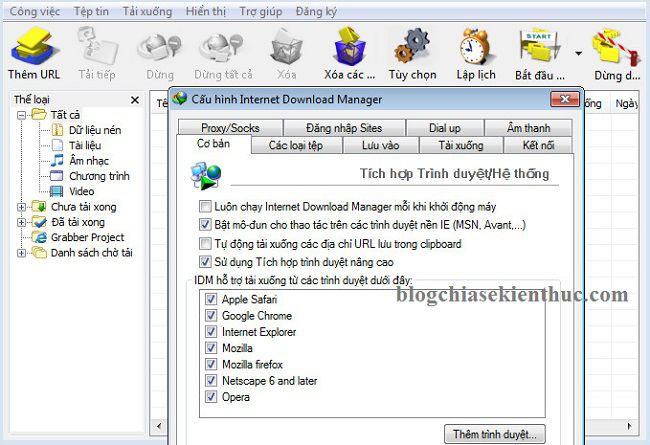 Công việc Tệp tin Tải xuống Hiển thị Trợ giúp Đăng ký
Thêm URL Tải tiếp Dừng Dừng tất cả Xóa Xóa các ... Tùy chọn Lập lịch Bắt đầu ... Dừng d...
START
Thể loại
Tất cả
Dữ liệu nén
Tài liệu
Âm nhạc
Chương trình
Video
Chưa tải xong
Đã tải xong
Grabber Project
Danh sách chờ tải
Ngày
Cấu hình Internet Download Manager
Proxy/Socks Đăng nhập Sites Dial up Âm thanh
Cơ bản Các loại tệp Lưu vào Tải xuống Kết nối
Tích hợp Trình duyệt/Hệ thống
Luôn chạy Internet Download Manager mỗi khi khởi động máy
Bật mô-đun cho thao tác trên các trình duyệt nền IE (MSN, Avant,...)
Tự động tải xuống các địa chỉ URL lưu trong clipboard
Sử dụng Tích hợp trình duyệt nâng cao
IDM hỗ trợ tải xuống từ các trình duyệt dưới đây:
blogchiasekienthuc.com
Apple Safari
Google Chrome
Internet Explorer
Mozilla
Mozilla firefox
Netscape 6 and later
Opera
Thêm trình duyệt...